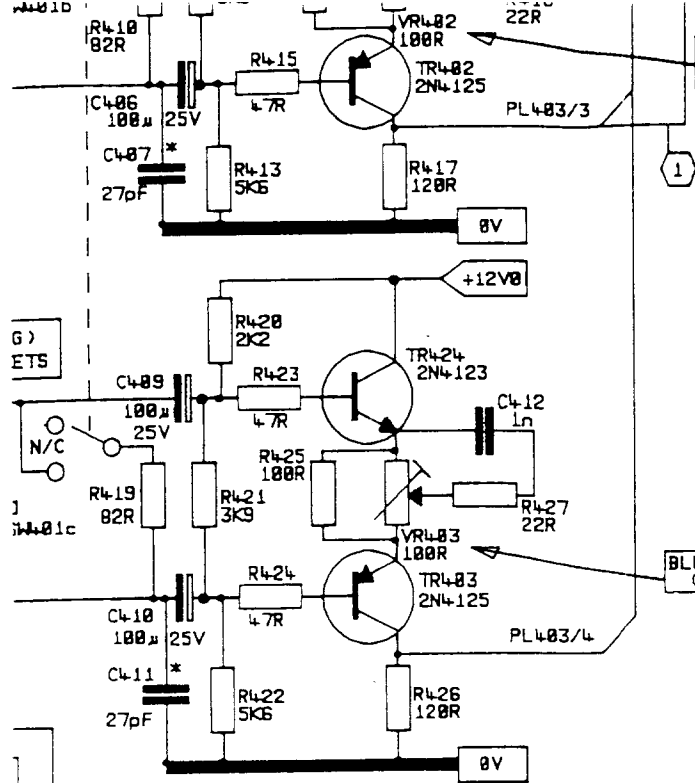 R410
82R
VR402
100R
22R
R415
47R
TR402
2N4125
C406
100µ 25V
PL403/3
C407
*
27pF
R413
5K6
R417
120R
1
0V
+12V0
R420
2K2
G)
ETS
TR424
2N4123
C409
100µ
25V
R423
47R
C412
1n
N/C
R425
100R
R419
82R
R421
3K9
R427
22R
SW401c
VR403
100R
BL
R424
47R
TR403
2N4125
C410
100µ 25V
PL403/4
C411
*
27pF
R422
5K6
R426
120R
0V